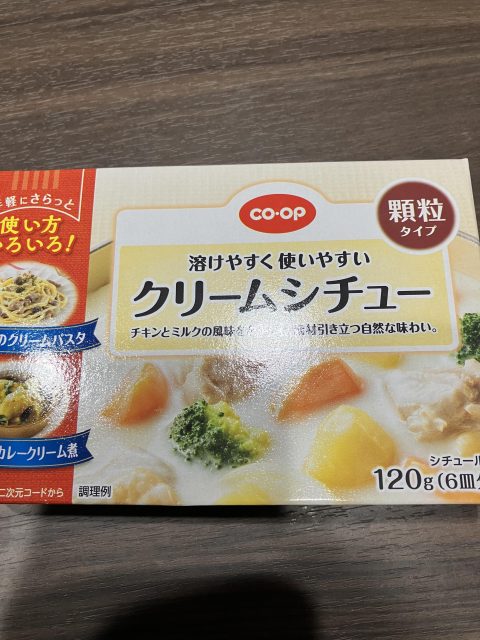 軽にさらっと
使い方
ろいろ!
のクリームパスタ
カレークリーム煮
二次元コードから
調理例
CO・OP
顆粒
タイプ
溶けやすく使いやすい
クリームシチュー
チキンとミルクの風味を 材引き立つ自然な味わい。
シチュール
120g(6皿